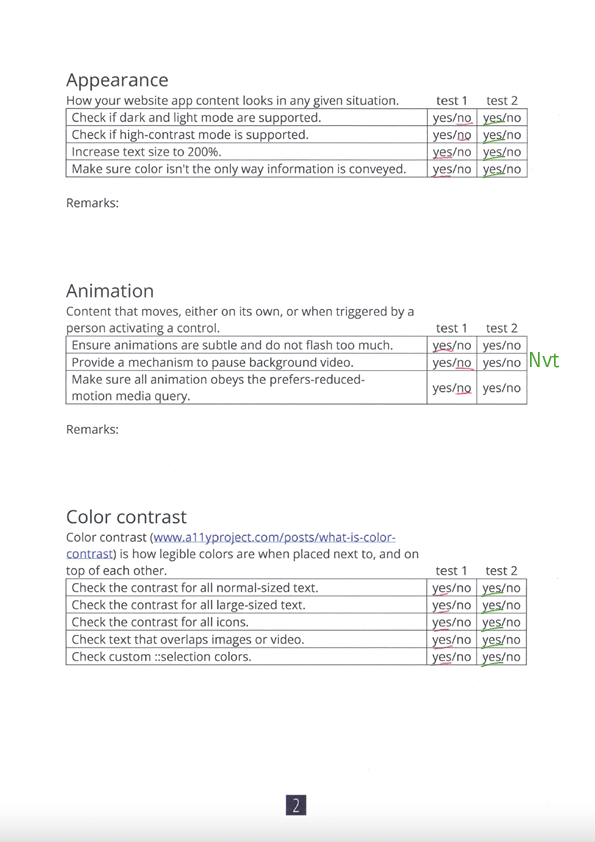 Appearance
How your website app content looks in any given situation. test 1 test 2
Check if dark and light mode are supported. yes/no yes/no
Check if high-contrast mode is supported. yes/no yes/no
Increase text size to 200%. yes/no yes/no
Make sure color isn't the only way information is conveyed. yes/no yes/no
Remarks:
Animation
Content that moves, either on its own, or when triggered by a
person activating a control. test 1 test 2
Ensure animations are subtle and do not flash too much. yes/no yes/no
Provide a mechanism to pause background video. yes/no yes/no Nvt
Make sure all animation obeys the prefers-reduced-
motion media query. yes/no yes/no
Remarks:
Color contrast
Color contrast (www.a11yproject.com/posts/what-is-color-
contrast) is how legible colors are when placed next to, and on
top of each other. test 1 test 2
Check the contrast for all normal-sized text. yes/no yes/no
Check the contrast for all large-sized text. yes/no yes/no
Check the contrast for all icons. yes/no yes/no
Check text that overlaps images or video. yes/no yes/no
Check custom ::selection colors. yes/no yes/no
2